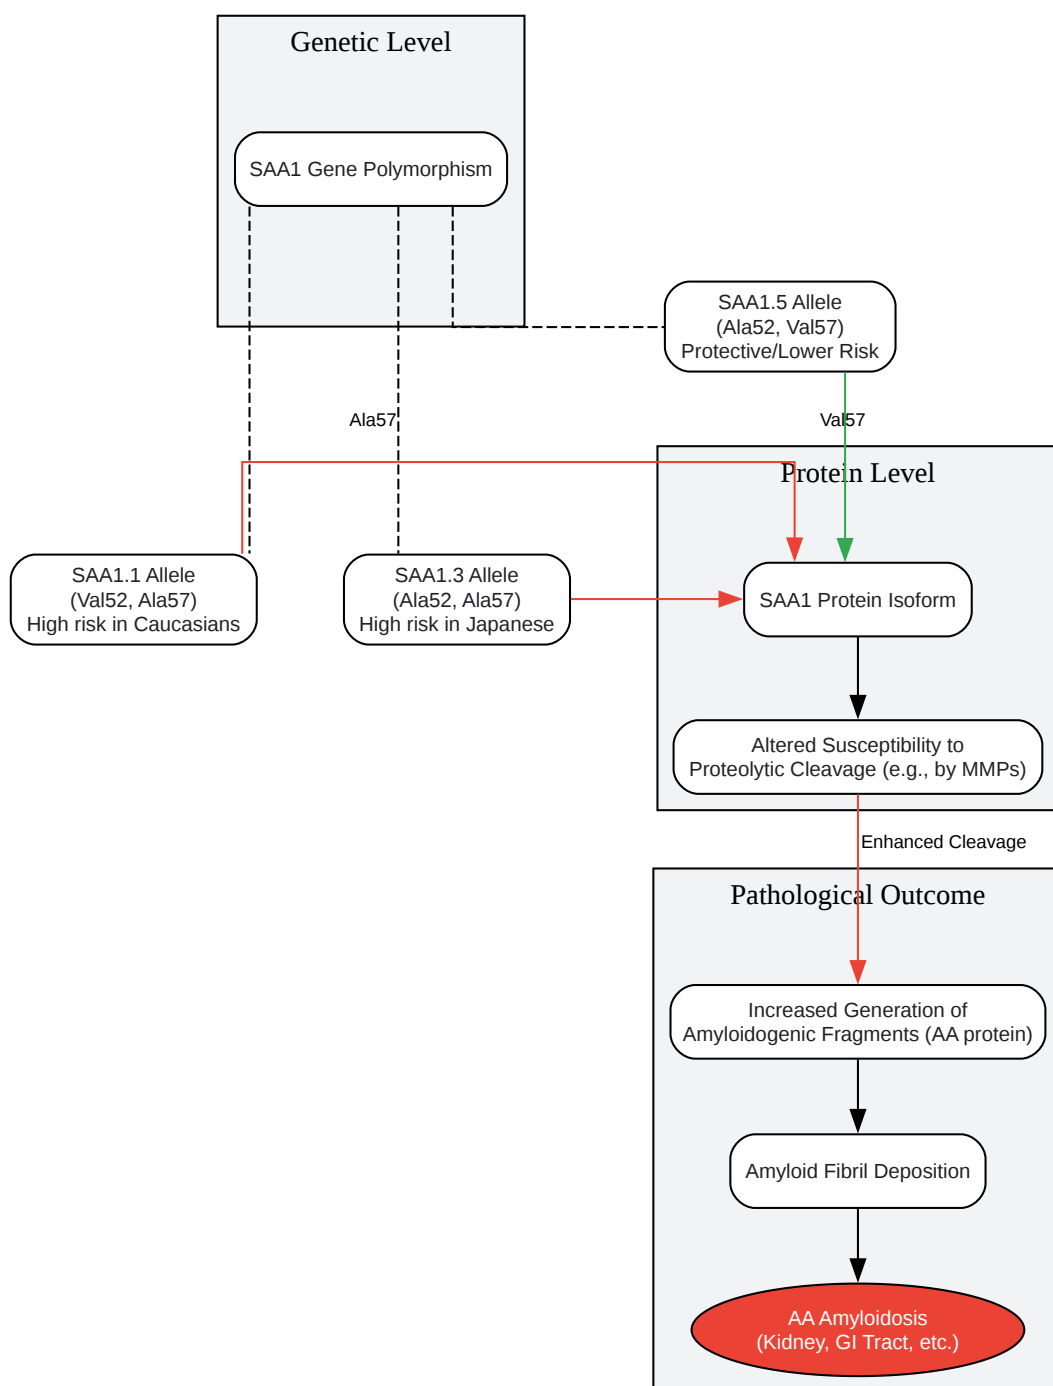 Genetic Level
SAA1 Gene Polymorphism
SAA1.5 Allele
(Ala52, Val57)
Protective/Lower Risk
Ala57
Val57
Protein Level
SAA1.1 Allele
(Val52, Ala57)
High risk in Caucasians
SAA1.3 Allele
(Ala52, Ala57)
High risk in Japanese
SAA1 Protein Isoform
Altered Susceptibility to
Proteolytic Cleavage (e.g., by MMPs)
Enhanced Cleavage
Pathological Outcome
Increased Generation of
Amyloidogenic Fragments (AA protein)
Amyloid Fibril Deposition
AA Amyloidosis
(Kidney, GI Tract, etc.)